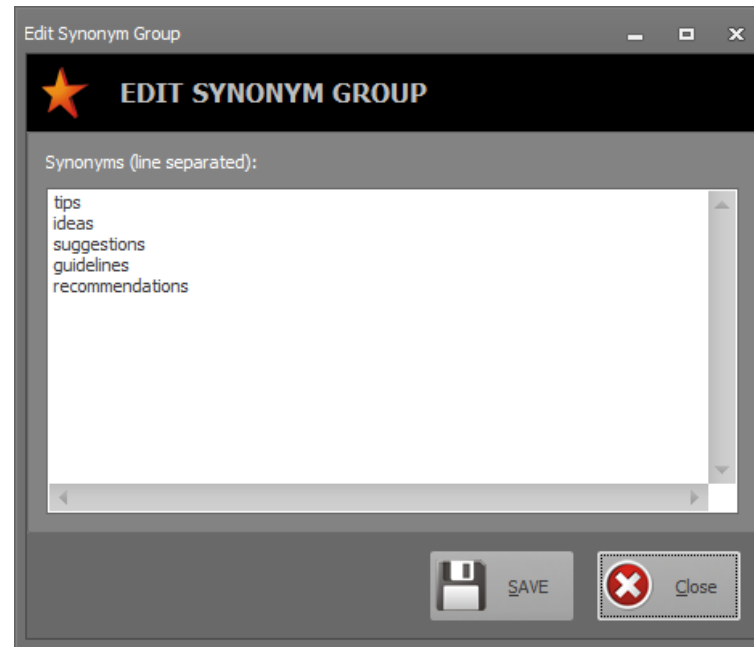 Edit Synonym Group
EDIT SYNONYM GROUP
Synonyms (line separated):
tips
ideas
suggestions
guidelines
recommendations
SAVE
Close